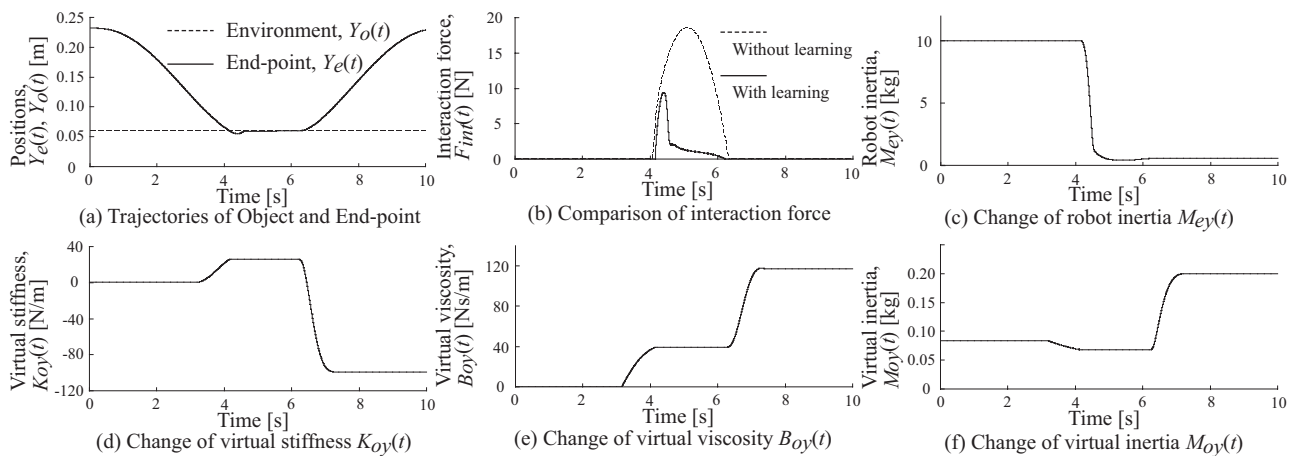 Positions,
Ye(t), Yo(t) [m]
0.25
0.20
0.15
0.10
0.05
0
Environment, Yo(t)
End-point, Ye(t)
0 2 4 6 8 10
Time [s]
(a) Trajectories of Object and End-point
Interaction force,
Fint(t) [N]
20
15
10
5
0
Without learning
With learning
0 2 4 6 8 10
Time [s]
(b) Comparison of interaction force
Robot inertia,
Mey(t) [kg]
10
5
0
0 2 4 6 8 10
Time [s]
(c) Change of robot inertia Mey(t)
Virtual stiffness,
Koy(t) [N/m]
40
0
-40
-80
-120
0 2 4 6 8 10
Time [s]
(d) Change of virtual stiffness Koy(t)
Virtual viscosity,
Boy(t) [Ns/m]
120
80
40
0
0 2 4 6 8 10
Time [s]
(e) Change of virtual viscosity Boy(t)
Virtual inertia,
Moy(t) [kg]
0.20
0.15
0.10
0.05
0
0 2 4 6 8 10
Time [s]
(f) Change of virtual inertia Moy(t)